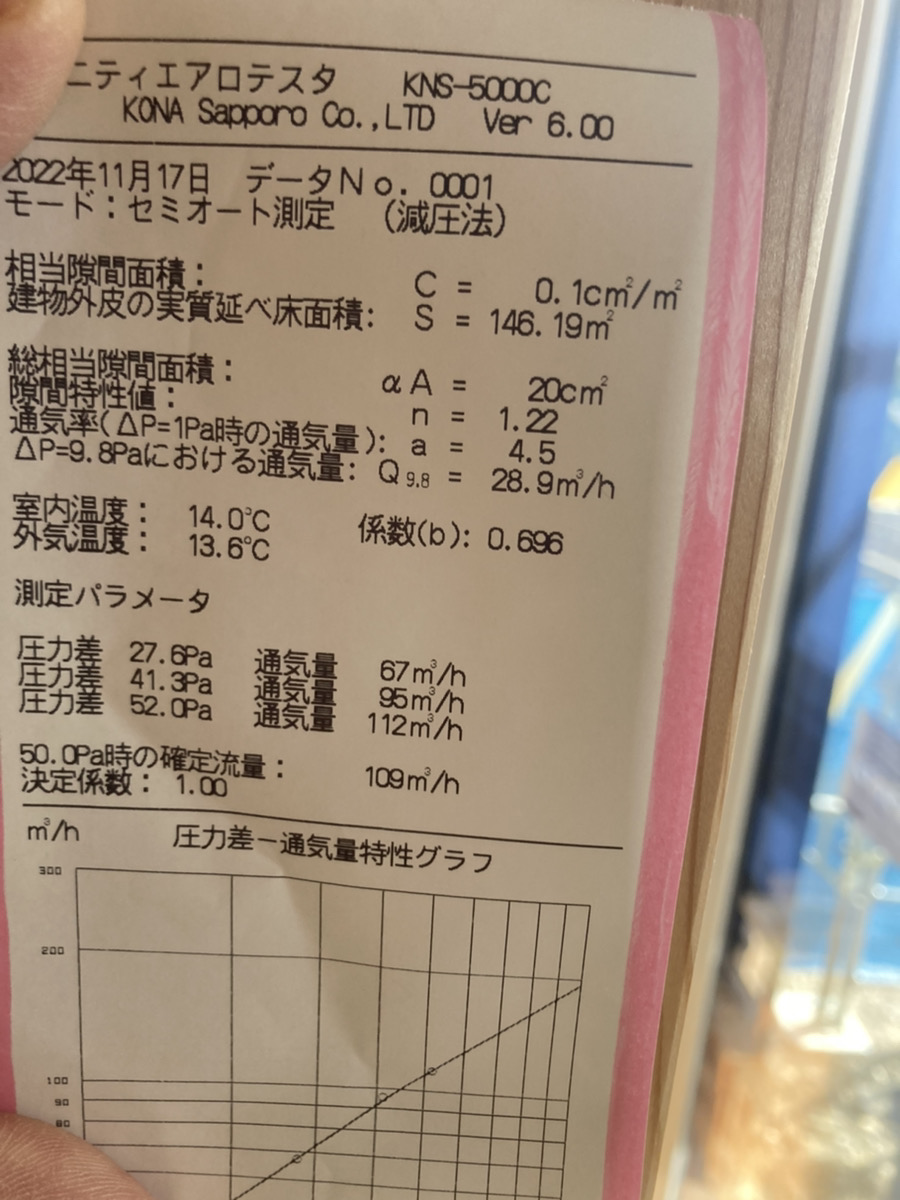 ニティエアロテスタ KNS-5000C
KONA Sapporo Co.,LTD Ver 6.00
2022年11月17日 データNo. 0001
モード：セミオート測定 （減圧法）
相当隙間面積： C = 0.1cm²/m²
建物外皮の実質延べ床面積: S = 146.19m²
総相当隙間面積： αA = 20cm²
隙間特性値： n = 1.22
通気率(ΔP=1Pa時の通気量): a = 4.5
ΔP=9.8Paにおける通気量: Q9.8 = 28.9m³/h
室内温度： 14.0°C
外気温度： 13.6°C 係数(b): 0.696
測定パラメータ
圧力差 27.6Pa 通気量 67m³/h
圧力差 41.3Pa 通気量 95m³/h
圧力差 52.0Pa 通気量 112m³/h
50.0Pa時の確定流量： 109m³/h
決定係数： 1.00
m³/h 圧力差－通気量特性グラフ
300
200
100
90
80